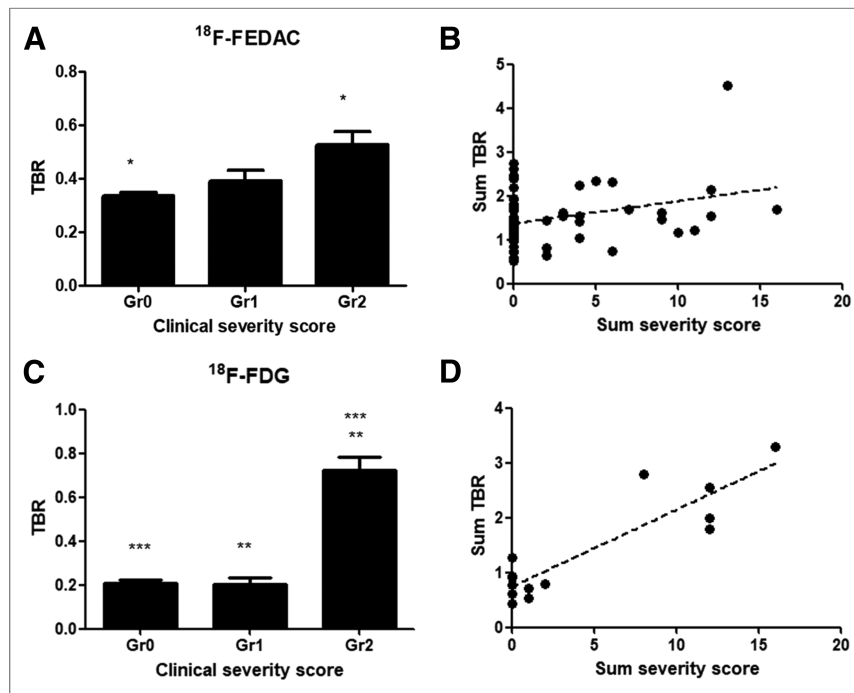 A
¹⁸F-FEDAC
TBR
0.8
0.6
0.4
0.2
0.0
*
*
Gr0 Gr1 Gr2
Clinical severity score
B
Sum TBR
5
4
3
2
1
0
0 5 10 15 20
Sum severity score
C
¹⁸F-FDG
TBR
1.0
0.8
0.6
0.4
0.2
0.0
***
**
***
**
Gr0 Gr1 Gr2
Clinical severity score
D
Sum TBR
4
3
2
1
0
0 5 10 15 20
Sum severity score